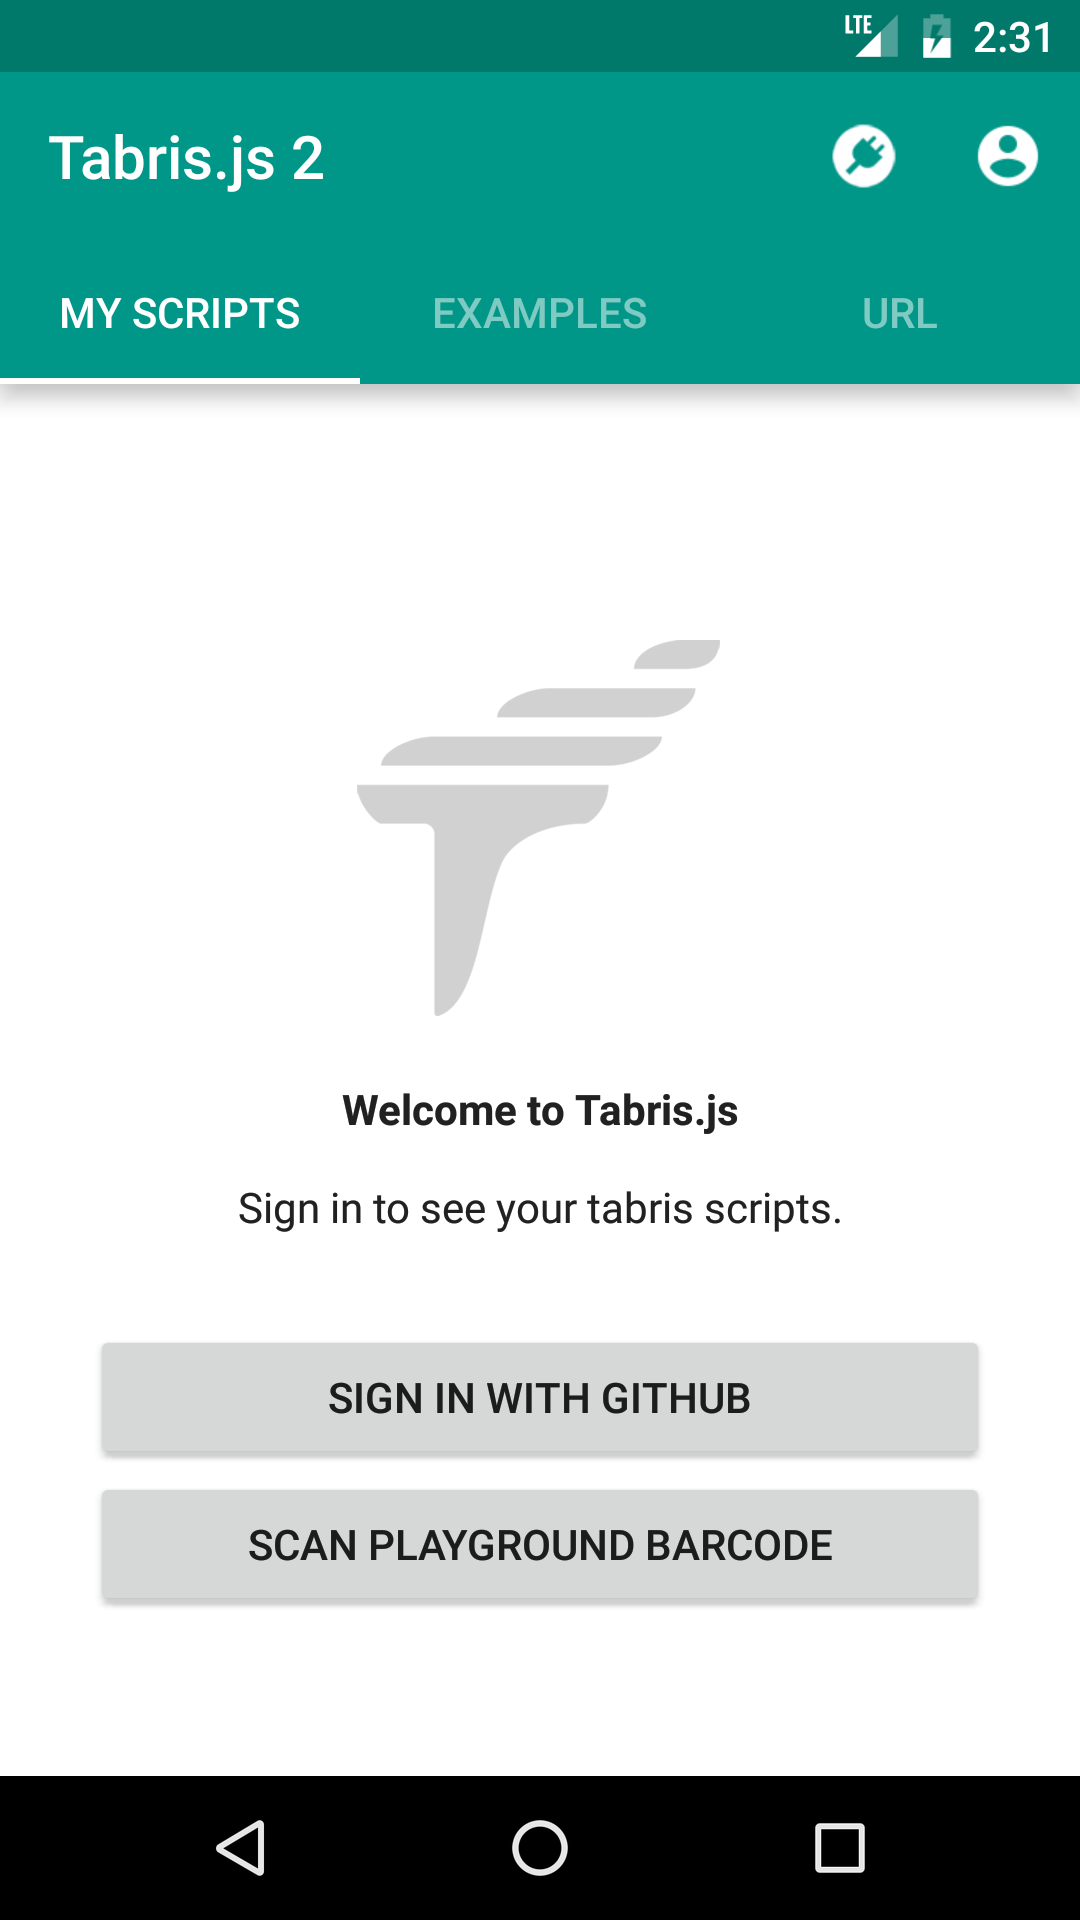 LTE 2:31
Tabris.js 2
MY SCRIPTS EXAMPLES URL
Welcome to Tabris.js
Sign in to see your tabris scripts.
SIGN IN WITH GITHUB
SCAN PLAYGROUND BARCODE